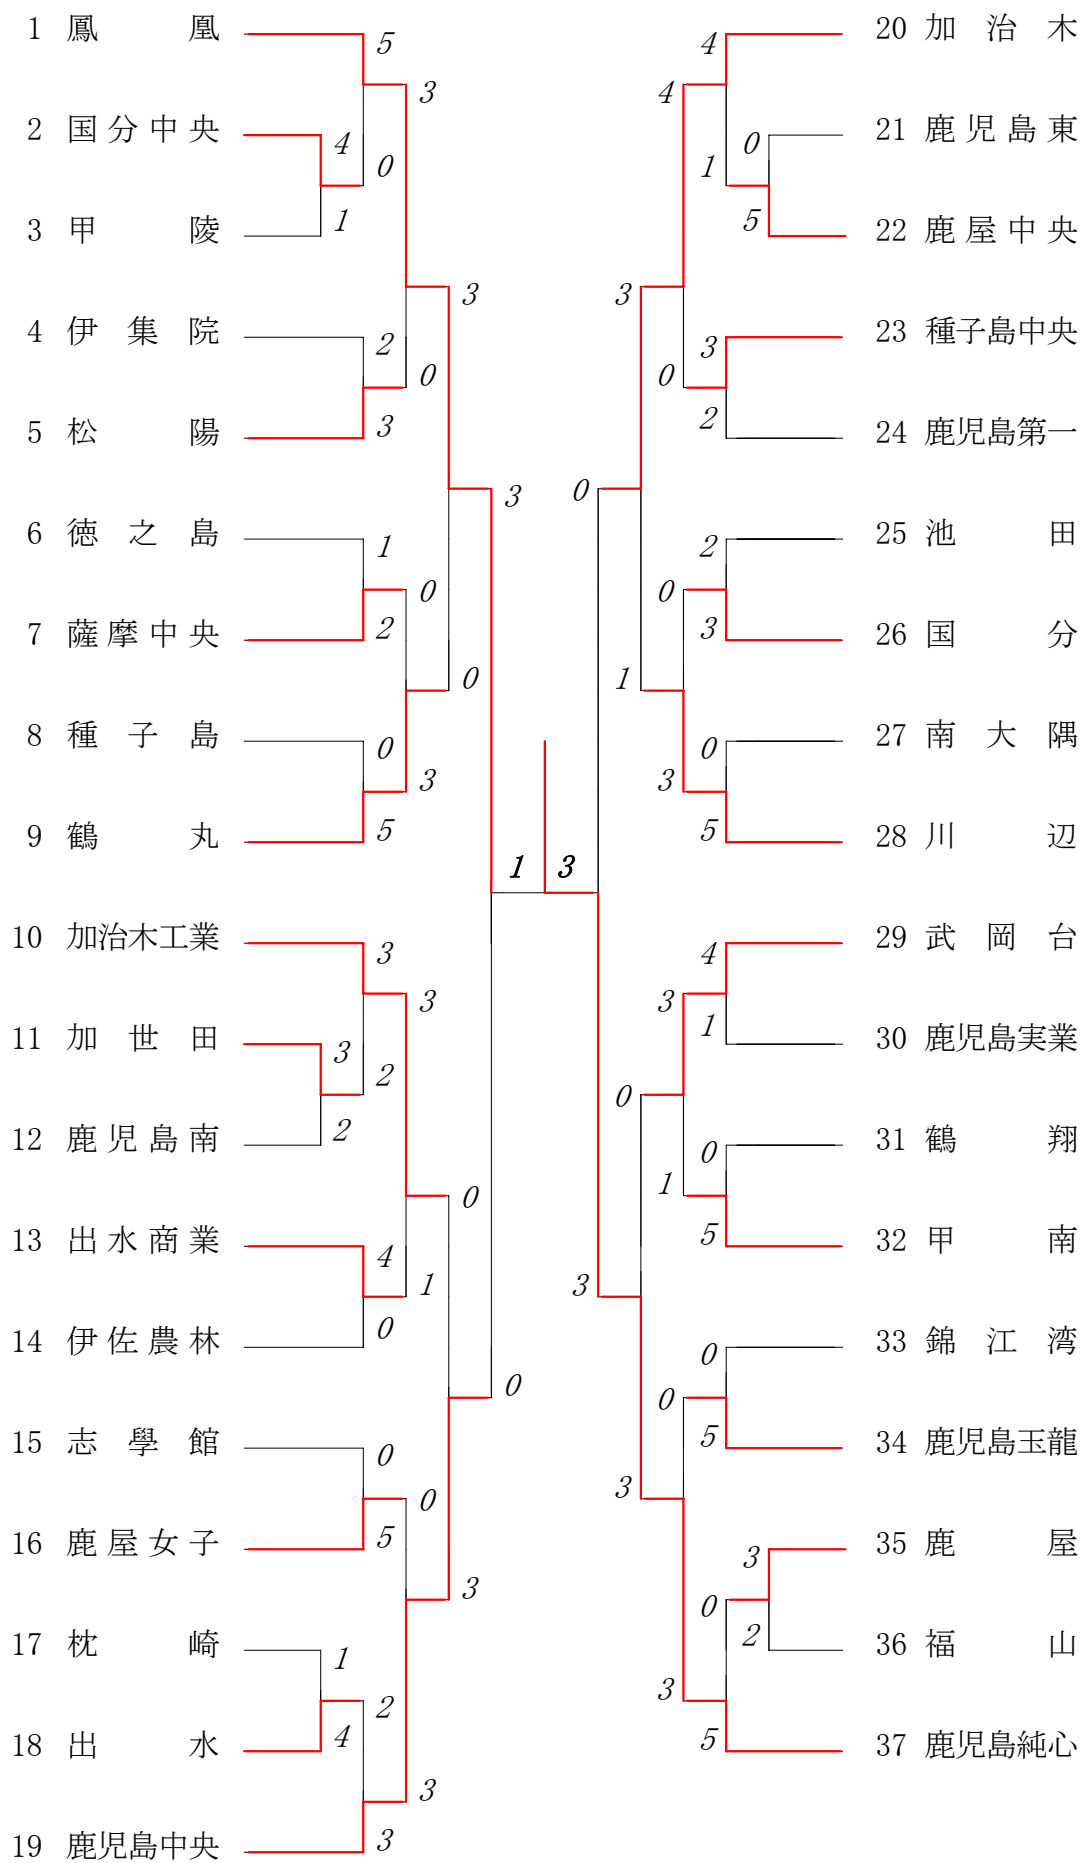 1 鳳凰
2 国分中央
3 甲陵
4 伊集院
5 松陽
6 徳之島
7 薩摩中央
8 種子島
9 鶴丸
10 加治木工業
11 加世田
12 鹿児島南
13 出水商業
14 伊佐農林
15 志學館
16 鹿屋女子
17 枕崎
18 出水
19 鹿児島中央
5
3
4
0
1
3
2
0
3
3
1
0
2
0
0
3
5
1
3
3
3
2
2
0
4
1
0
0
0
0
5
3
1
2
4
3
3
20 加治木
21 鹿児島東
22 鹿屋中央
23 種子島中央
24 鹿児島第一
25 池田
26 国分
27 南大隅
28 川辺
29 武岡台
30 鹿児島実業
31 鶴翔
32 甲南
33 錦江湾
34 鹿児島玉龍
35 鹿屋
36 福山
37 鹿児島純心
4
4
0
1
5
3
3
0
2
0
2
0
3
1
0
3
5
4
3
1
0
0
1
5
3
0
0
5
3
3
0
2
3
5